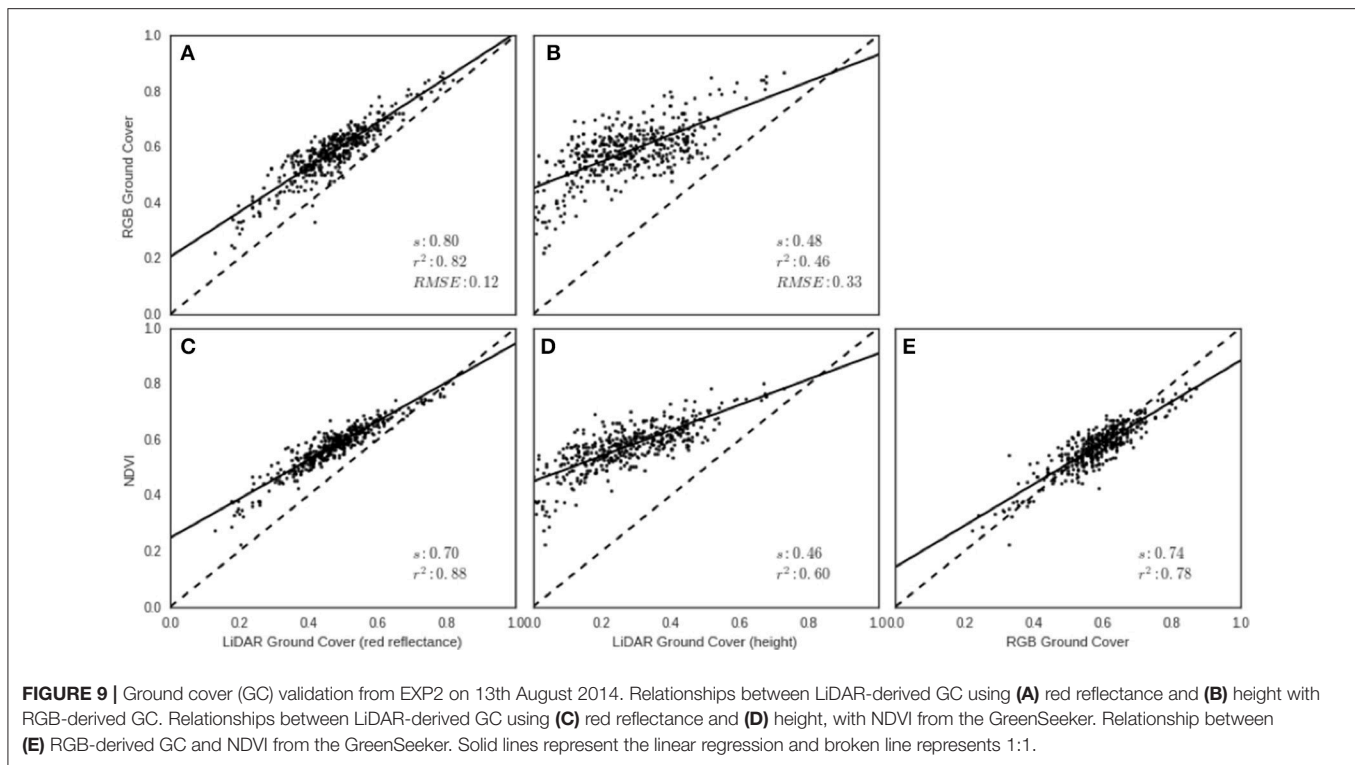 A
B
1.0
0.8
0.6
0.4
0.2
0.0
RGB Ground Cover
s:0.80
r²:0.82
RMSE:0.12
s:0.48
r²:0.46
RMSE:0.33
C
D
E
1.0
0.8
0.6
0.4
0.2
0.0
NDVI
s:0.70
r²:0.88
s:0.46
r²:0.60
s:0.74
r²:0.78
0.0 0.2 0.4 0.6 0.8 1.0
LiDAR Ground Cover (red reflectance)
0.0 0.2 0.4 0.6 0.8 1.0
LiDAR Ground Cover (height)
0.0 0.2 0.4 0.6 0.8 1.0
RGB Ground Cover
FIGURE 9 | Ground cover (GC) validation from EXP2 on 13th August 2014. Relationships between LiDAR-derived GC using (A) red reflectance and (B) height with
RGB-derived GC. Relationships between LiDAR-derived GC using (C) red reflectance and (D) height, with NDVI from the GreenSeeker. Relationship between
(E) RGB-derived GC and NDVI from the GreenSeeker. Solid lines represent the linear regression and broken line represents 1:1.